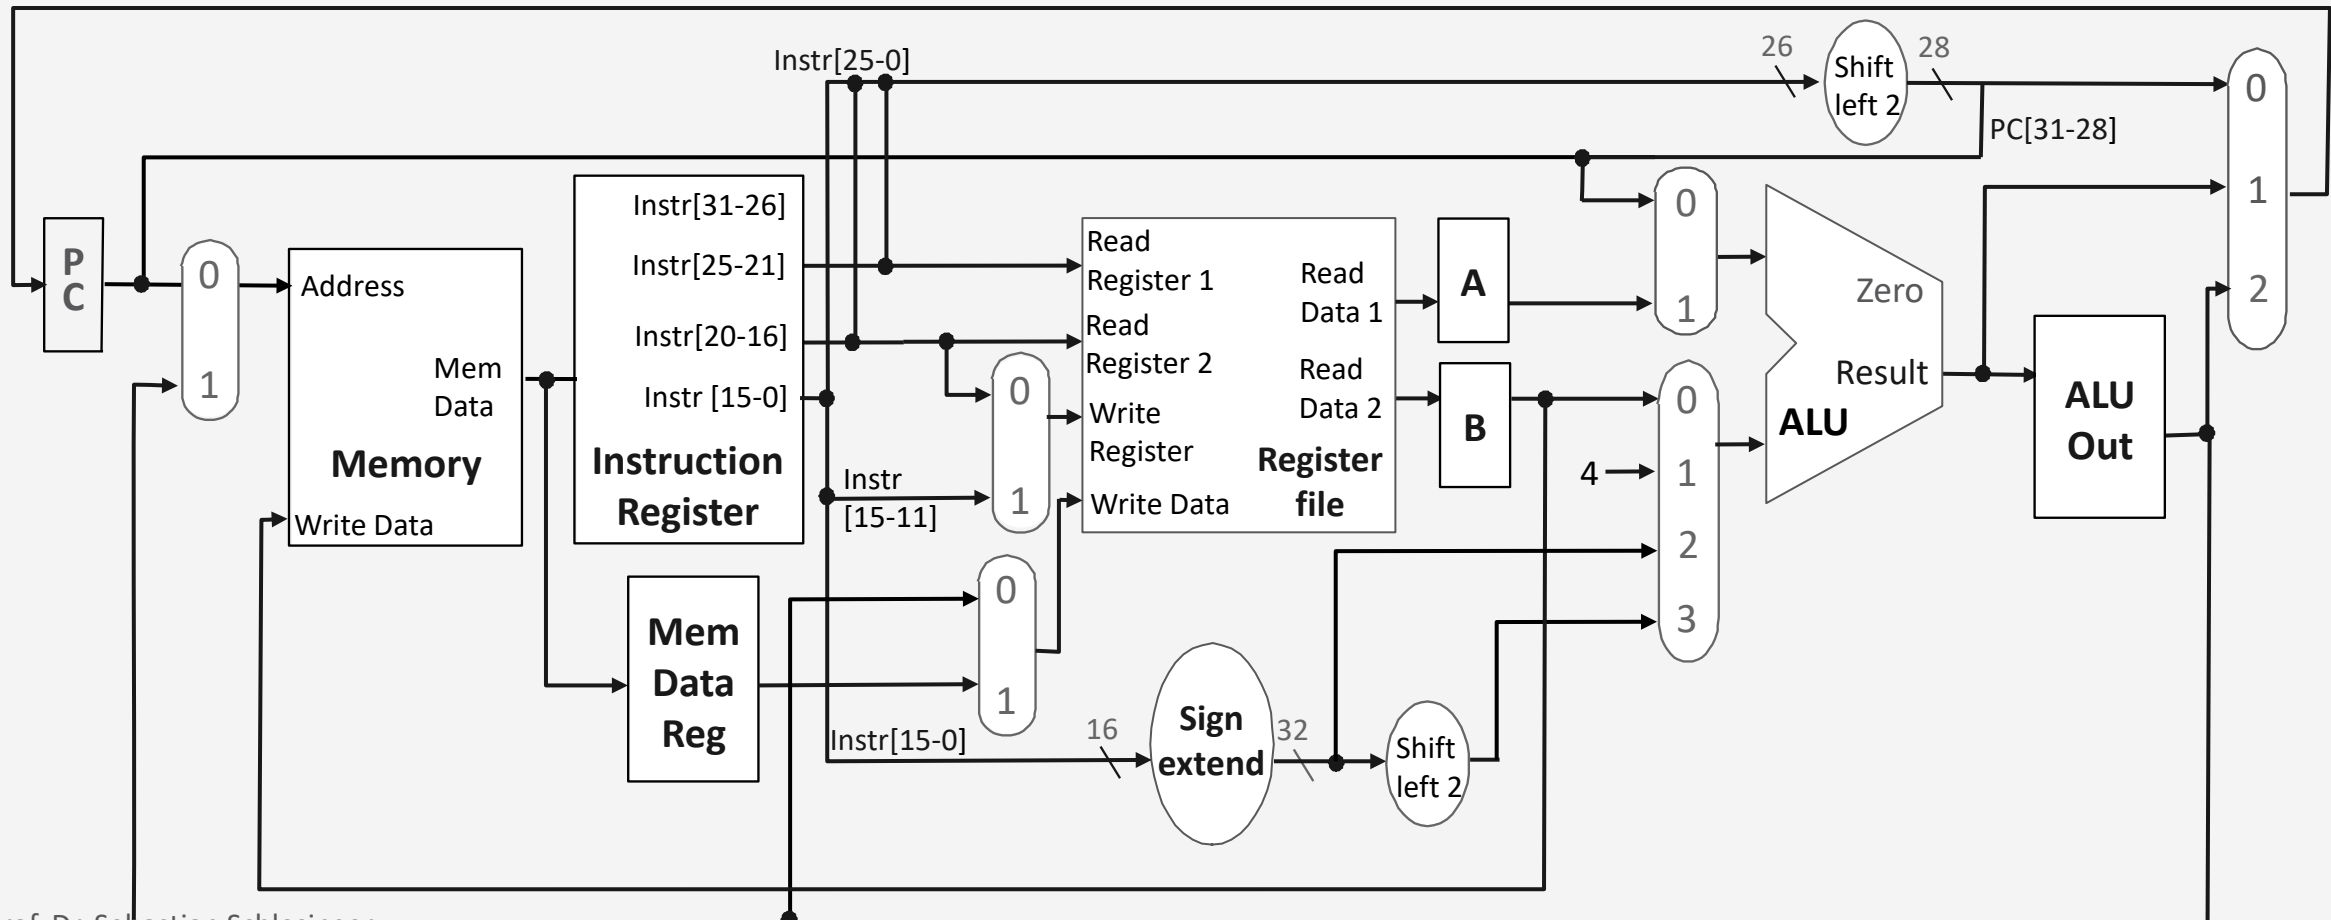 Instr[25-0]
26
Shift
left 2
28
0
1
2
PC[31-28]
P
C
0
1
Address
Mem
Data
Memory
Write Data
Instr[31-26]
Instr[25-21]
Instr[20-16]
Instr [15-0]
Instruction
Register
Instr
[15-11]
0
1
Read
Register 1
Read
Register 2
Write
Register
Write Data
Read
Data 1
Read
Data 2
Register
file
A
B
0
1
0
4
1
2
3
Zero
Result
ALU
ALU
Out
Mem
Data
Reg
0
1
Instr[15-0]
16
Sign
extend
32
Shift
left 2